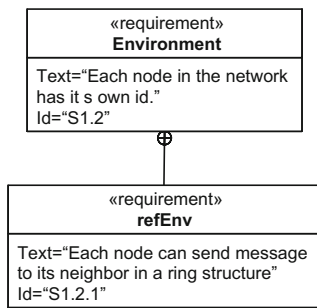 «requirement»
Environment
Text=“Each node in the network
has it s own id.”
Id=“S1.2”
«requirement»
refEnv
Text=“Each node can send message
to its neighbor in a ring structure”
Id=“S1.2.1”